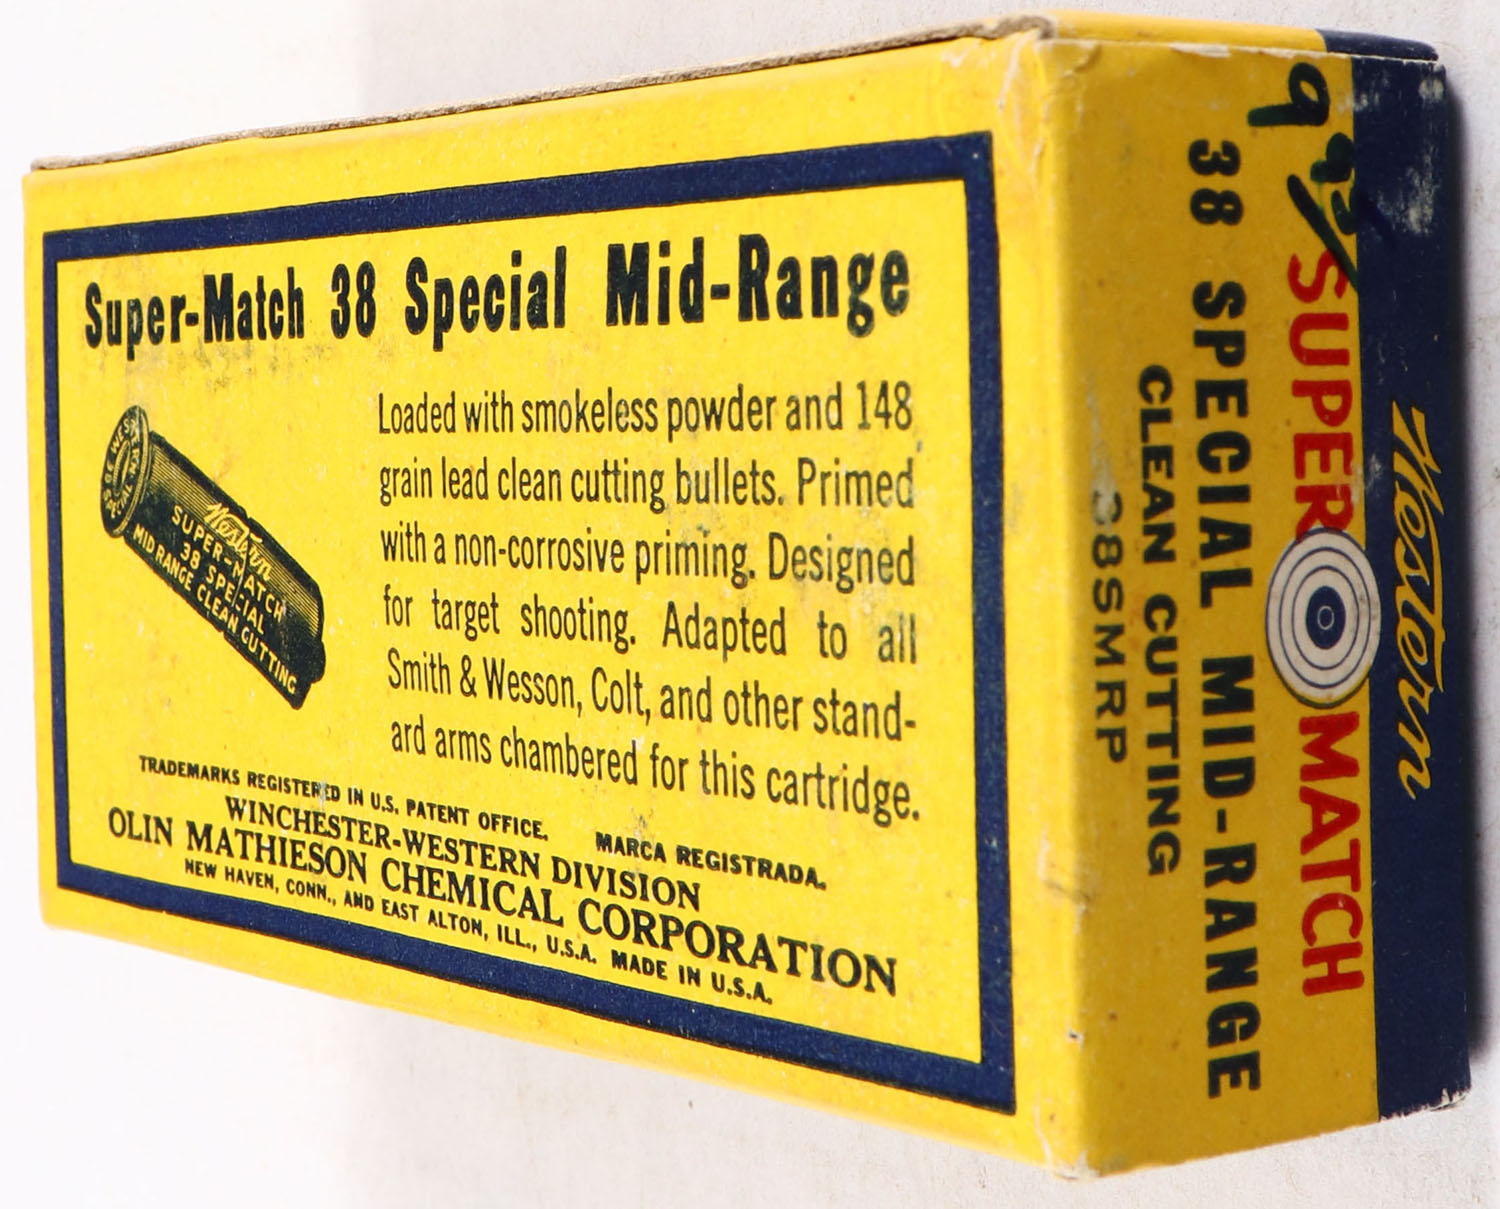 Super-Match 38 Special Mid-Range
Loaded with smokeless powder and 148
grain lead clean cutting bullets. Primed
with a non-corrosive priming. Designed
for target shooting. Adapted to all
Smith & Wesson, Colt, and other stand-
ard arms chambered for this cartridge.
Western
SUPER-MATCH
38 SPECIAL
MID RANGE CLEAN CUTTING
TRADEMARKS REGISTERED IN U.S. PATENT OFFICE. MARCA REGISTRADA.
WINCHESTER-WESTERN DIVISION
OLIN MATHIESON CHEMICAL CORPORATION
NEW HAVEN, CONN., AND EAST ALTON, ILL., U.S.A. MADE IN U.S.A.
Western
SUPER MATCH
38 SPECIAL MID-RANGE
CLEAN CUTTING
38SMRP